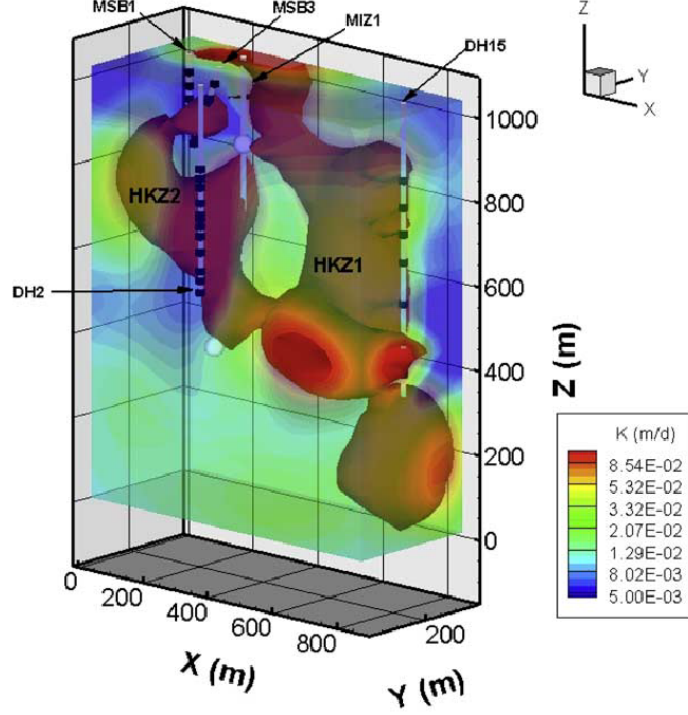 MSB1
MSB3
MIZ1
DH15
Z
Y
X
1000
HKZ2
800
HKZ1
600
DH2
400
Z (m)
K (m/d)
8.54E-02
5.32E-02
3.32E-02
2.07E-02
1.29E-02
8.02E-03
5.00E-03
200
0
0
200
400
600
800
200
X (m)
Y (m)